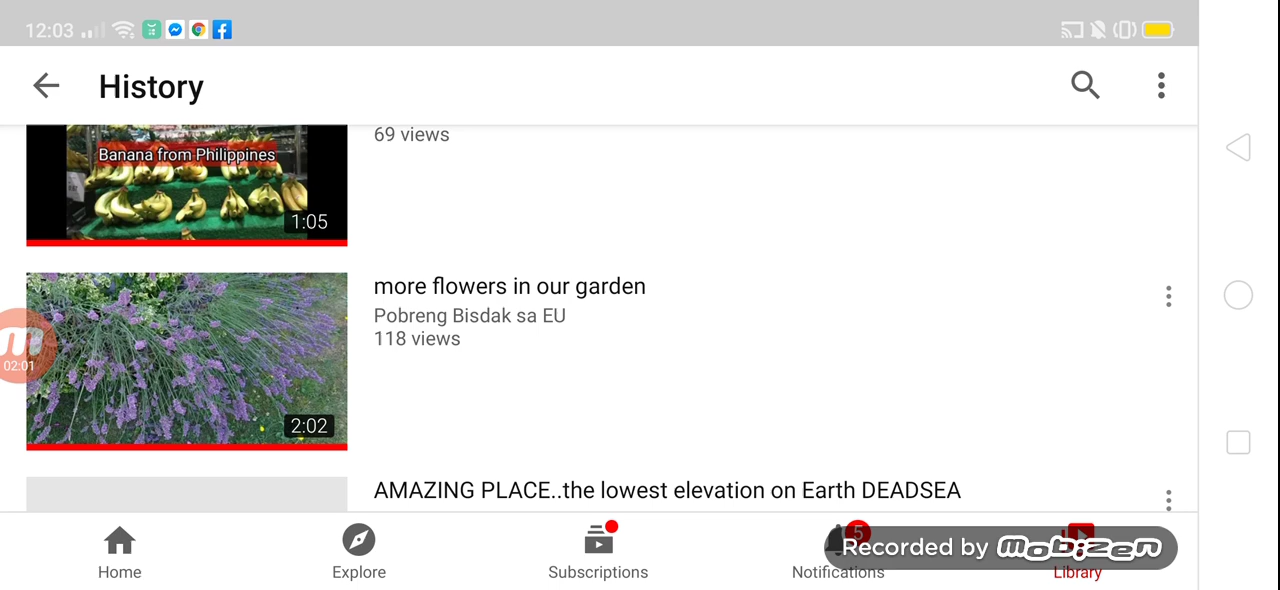 12:03
History
69 views
Banana from Philippines
1:05
more flowers in our garden
Pobreng Bisdak sa EU
118 views
2:02
02:01
AMAZING PLACE..the lowest elevation on Earth DEADSEA
5
Recorded by mobizen
Home
Explore
Subscriptions
Notifications
Library